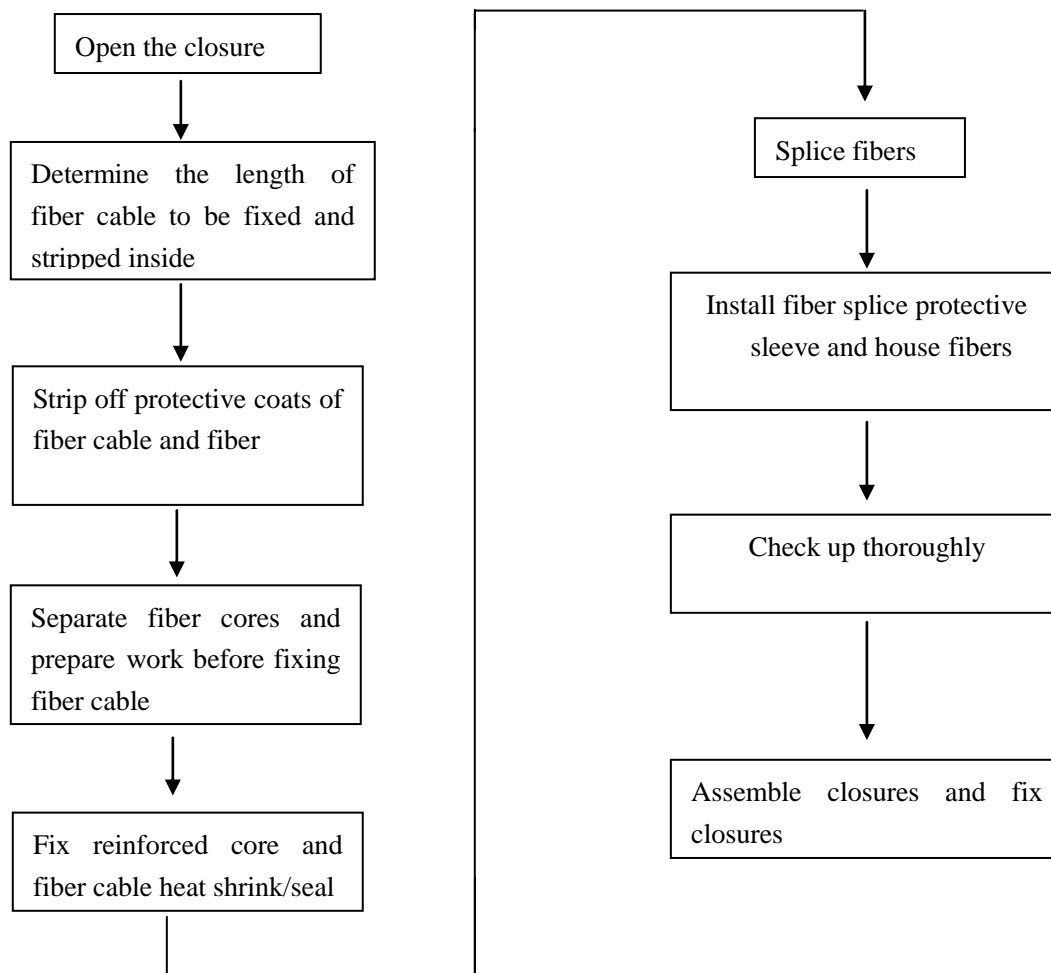 Open the closure
Determine the length of
fiber cable to be fixed and
stripped inside
Strip off protective coats of
fiber cable and fiber
Separate fiber cores and
prepare work before fixing
fiber cable
Fix reinforced core and
fiber cable heat shrink/seal
Splice fibers
Install fiber splice protective
sleeve and house fibers
Check up thoroughly
Assemble closures and fix
closures